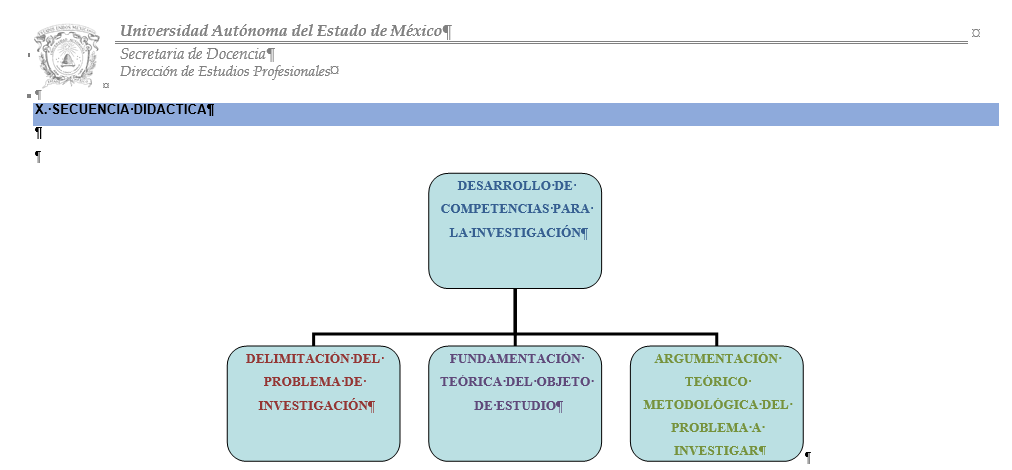 Universidad Autónoma del Estado de México¶
Secretaria de Docencia¶
Dirección de Estudios Profesionales¤
X.·SECUENCIA·DIDACTICA¶
¶
¶
DESARROLLO·DE·
COMPETENCIAS·PARA·
LA·INVESTIGACIÓN¶
DELIMITACIÓN·DEL·
PROBLEMA·DE·
INVESTIGACIÓN¶
FUNDAMENTACIÓN·
TEÓRICA·DEL·OBJETO·
DE·ESTUDIO¶
ARGUMENTACIÓN·
TEÓRICO·
METODOLÓGICA·DEL·
PROBLEMA·A·
INVESTIGAR¶
¶